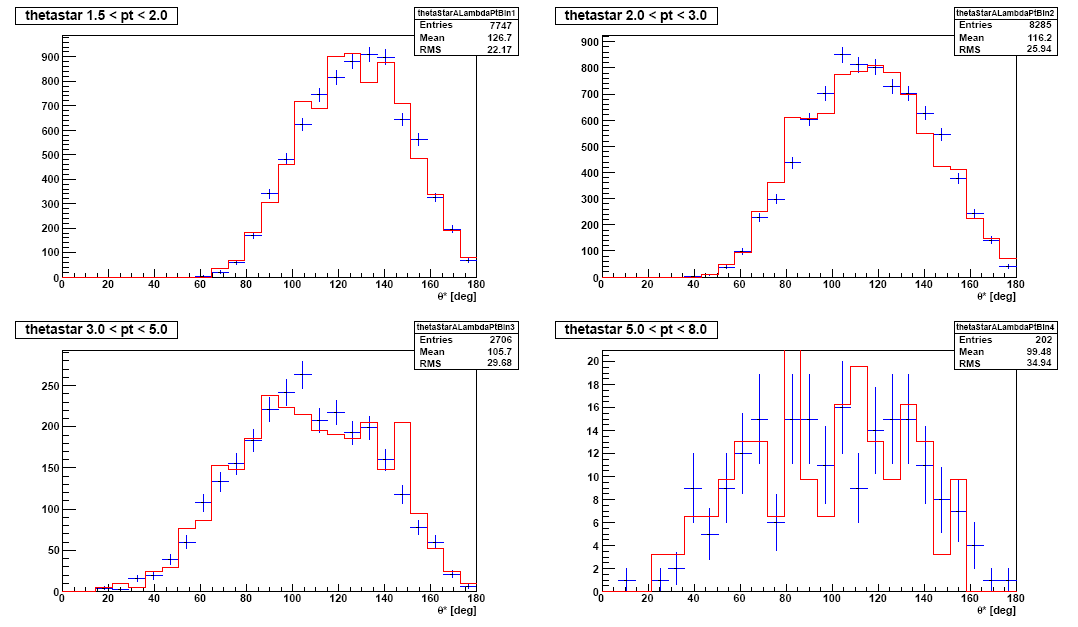 thetastar 1.5 < pt < 2.0
thetaStarALambdaPtBin1
Entries 7747
Mean 126.7
RMS 22.17
900
800
700
600
500
400
300
200
100
0
0 20 40 60 80 100 120 140 160 180
θ* [deg]
thetastar 2.0 < pt < 3.0
thetaStarALambdaPtBin2
Entries 8285
Mean 116.2
RMS 25.94
900
800
700
600
500
400
300
200
100
0
0 20 40 60 80 100 120 140 160 180
θ* [deg]
thetastar 3.0 < pt < 5.0
thetaStarALambdaPtBin3
Entries 2706
Mean 105.7
RMS 29.68
250
200
150
100
50
0
0 20 40 60 80 100 120 140 160 180
θ* [deg]
thetastar 5.0 < pt < 8.0
thetaStarALambdaPtBin4
Entries 202
Mean 99.48
RMS 34.94
20
18
16
14
12
10
8
6
4
2
0
0 20 40 60 80 100 120 140 160 180
θ* [deg]